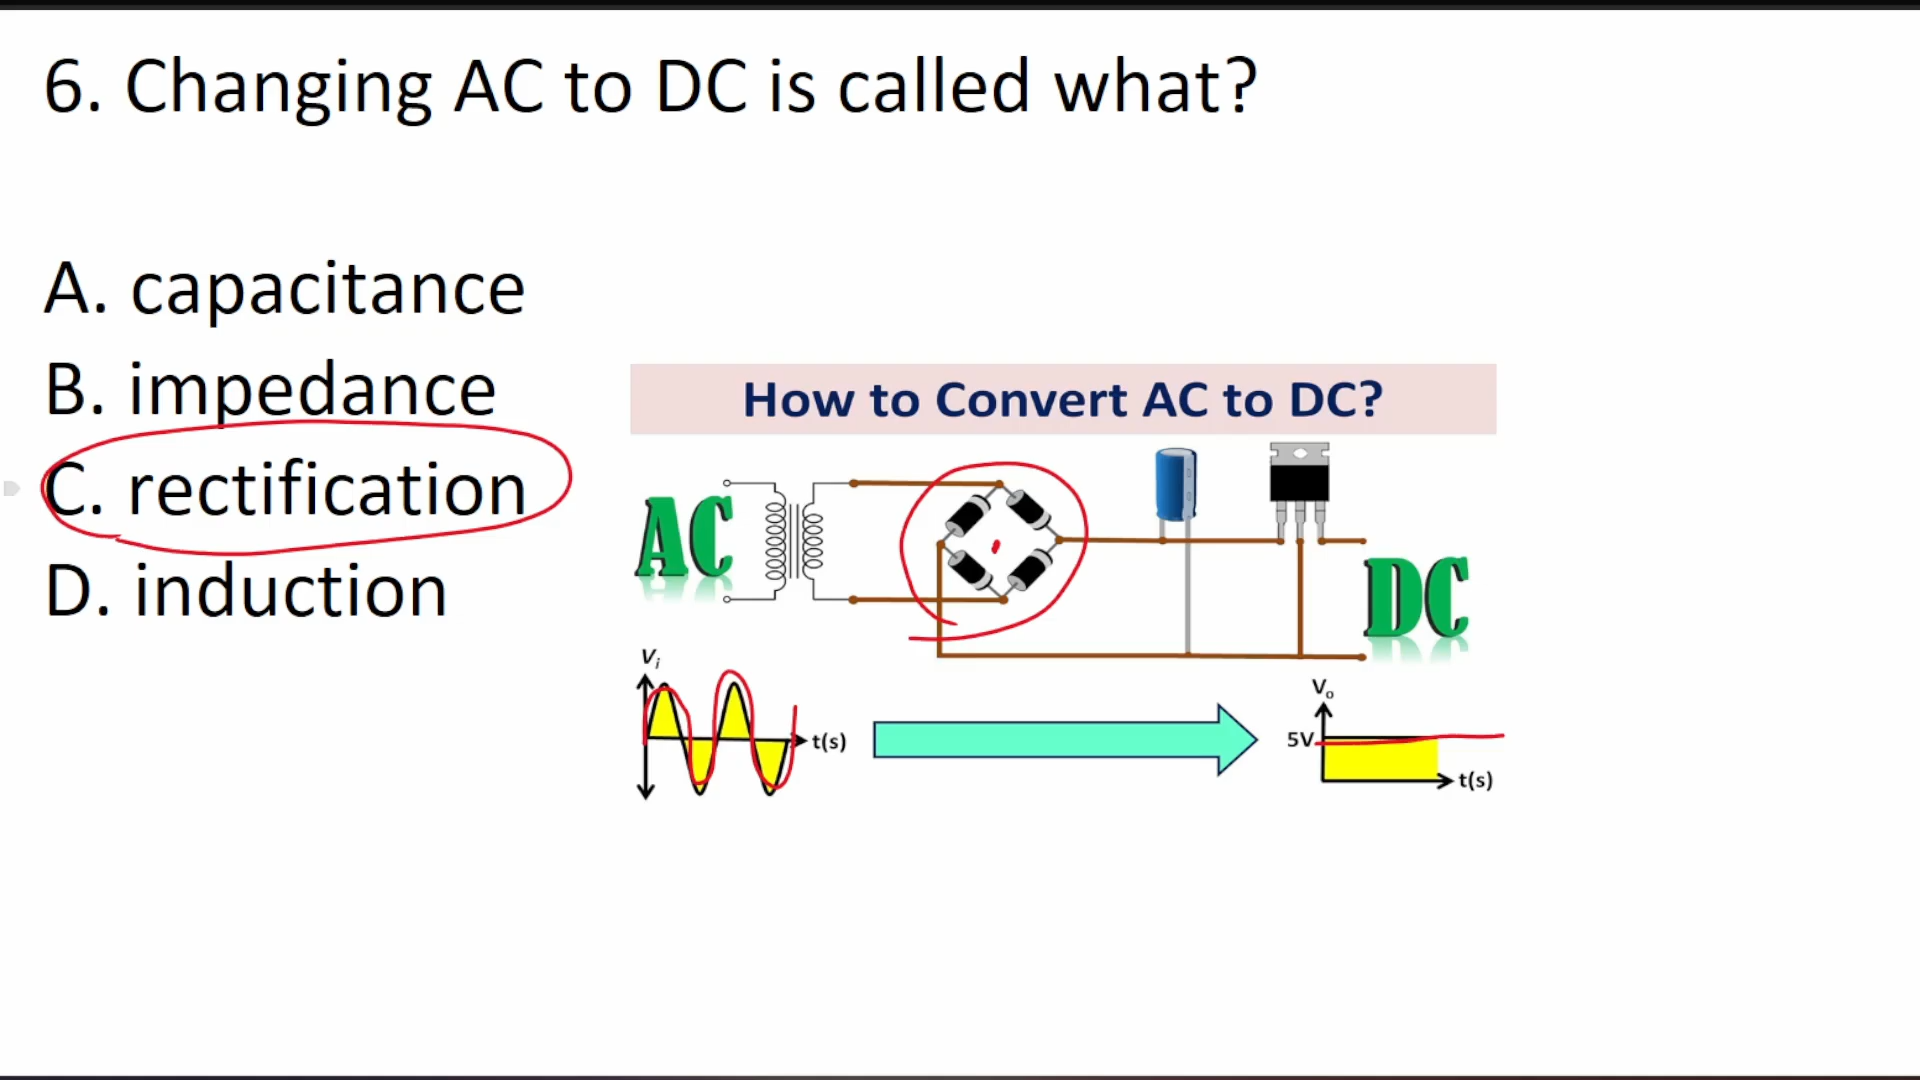 6. Changing AC to DC is called what?
A. capacitance
B. impedance
C. rectification
D. induction
How to Convert AC to DC?
AC
DC
Vi
t(s)
Vo
5V
t(s)